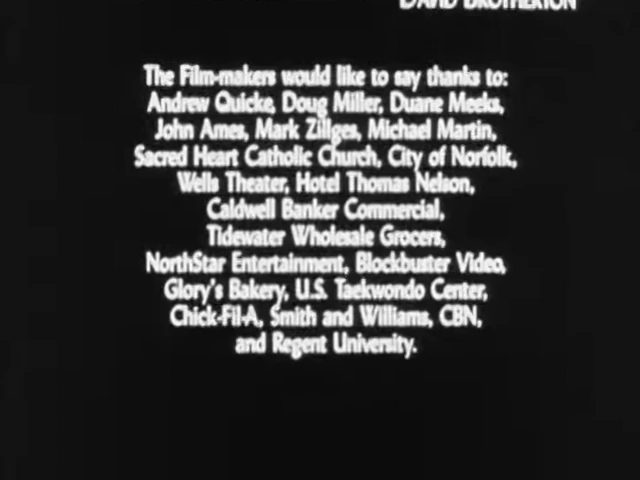 DAVID BROTHERTON
The Film-makers would like to say thanks to:
Andrew Quicke, Doug Miller, Duane Meeks,
John Ames, Mark Zillges, Michael Martin,
Sacred Heart Catholic Church, City of Norfolk,
Wells Theater, Hotel Thomas Nelson,
Caldwell Banker Commercial,
Tidewater Wholesale Grocers,
NorthStar Entertainment, Blockbuster Video,
Glory's Bakery, U.S. Taekwondo Center,
Chick-Fil-A, Smith and Williams, CBN,
and Regent University.